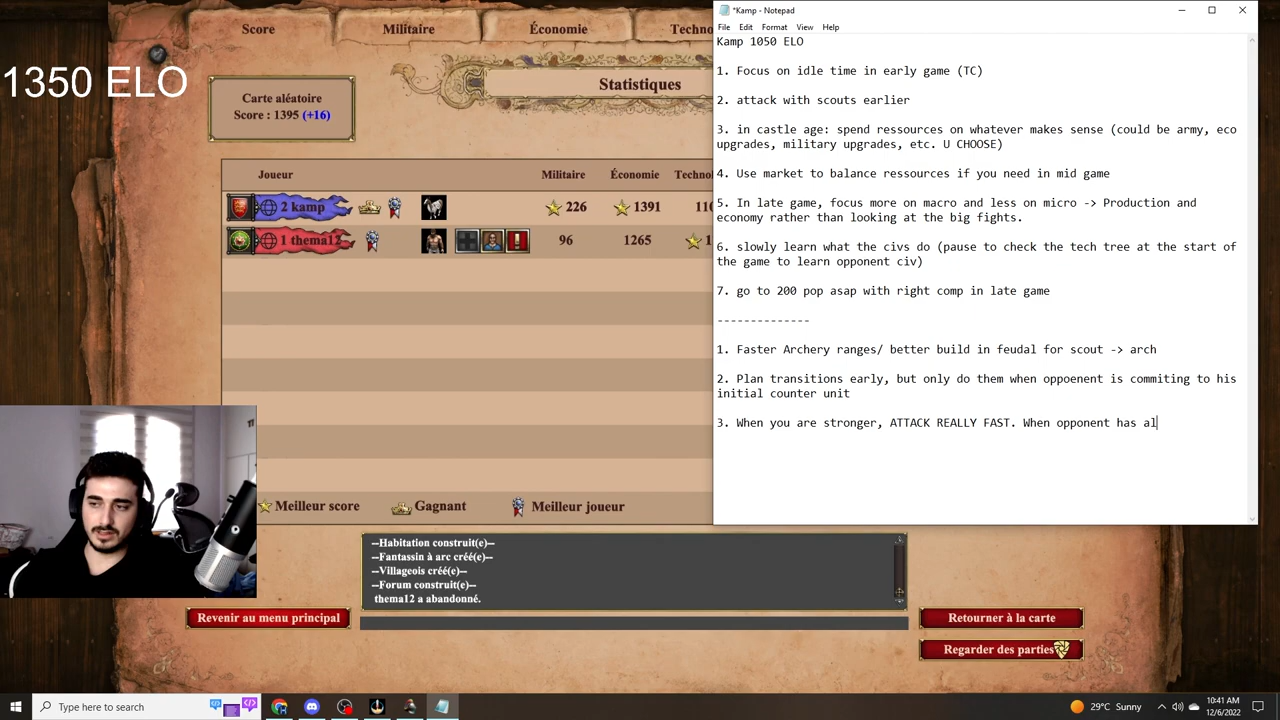 Score
Militaire
Économie
Techno
1350 ELO
Carte aléatoire
Score : 1395 (+16)
Statistiques
Joueur
Militaire
Économie
Technol
2 kamp
226
1391
110
1 thema12
96
1265
1
Meilleur score
Gagnant
Meilleur joueur
--Habitation construit(e)--
--Fantassin à arc créé(e)--
--Villageois créé(e)--
--Forum construit(e)--
thema12 a abandonné.
Revenir au menu principal
Retourner à la carte
Regarder des parties
*Kamp - Notepad
File Edit Format View Help
Kamp 1050 ELO
1. Focus on idle time in early game (TC)
2. attack with scouts earlier
3. in castle age: spend ressources on whatever makes sense (could be army, eco
upgrades, military upgrades, etc. U CHOOSE)
4. Use market to balance ressources if you need in mid game
5. In late game, focus more on macro and less on micro -> Production and
economy rather than looking at the big fights.
6. slowly learn what the civs do (pause to check the tech tree at the start of
the game to learn opponent civ)
7. go to 200 pop asap with right comp in late game
--------------
1. Faster Archery ranges/ better build in feudal for scout -> arch
2. Plan transitions early, but only do them when oppoenent is commiting to his
initial counter unit
3. When you are stronger, ATTACK REALLY FAST. When opponent has al
Type here to search
29°C Sunny
10:41 AM
12/6/2022